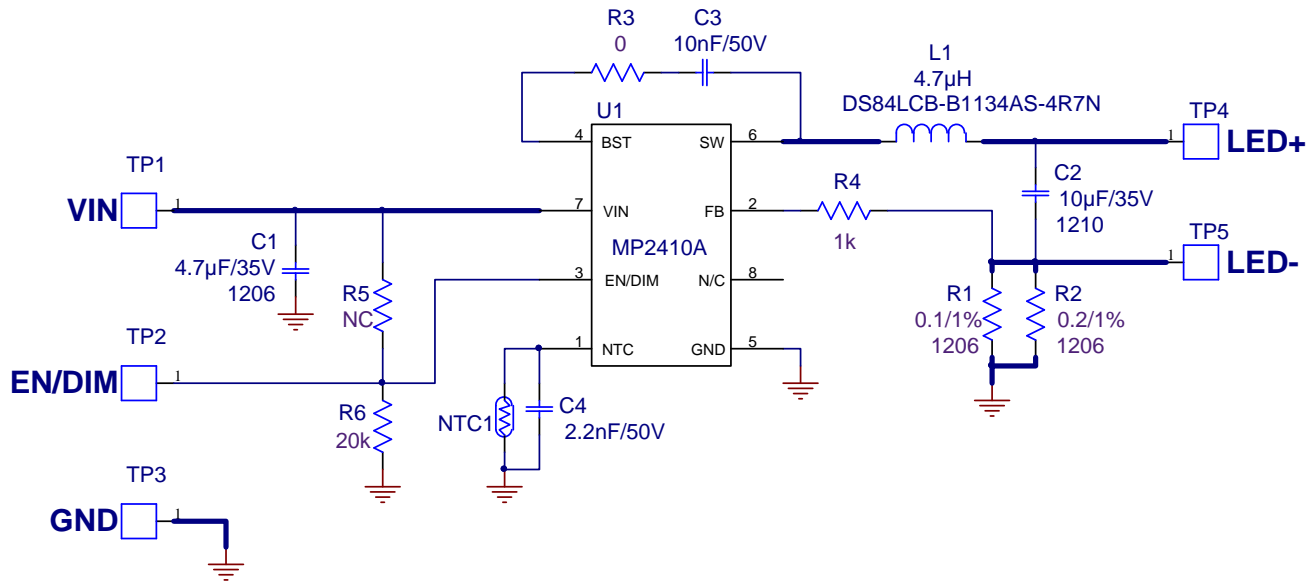 R3
0
C3
10nF/50V
L1
4.7µH
DS84LCB-B1134AS-4R7N
U1
4
BST
SW
6
1
TP4
LED+
TP1
VIN
1
7
VIN
FB
2
R4
1k
C2
10µF/35V
1210
MP2410A
C1
4.7µF/35V
1206
R5
NC
3
EN/DIM
N/C
8
1
TP5
LED-
R1
0.1/1%
1206
R2
0.2/1%
1206
TP2
EN/DIM
1
1
NTC
GND
5
R6
20k
NTC1
C4
2.2nF/50V
TP3
GND
1